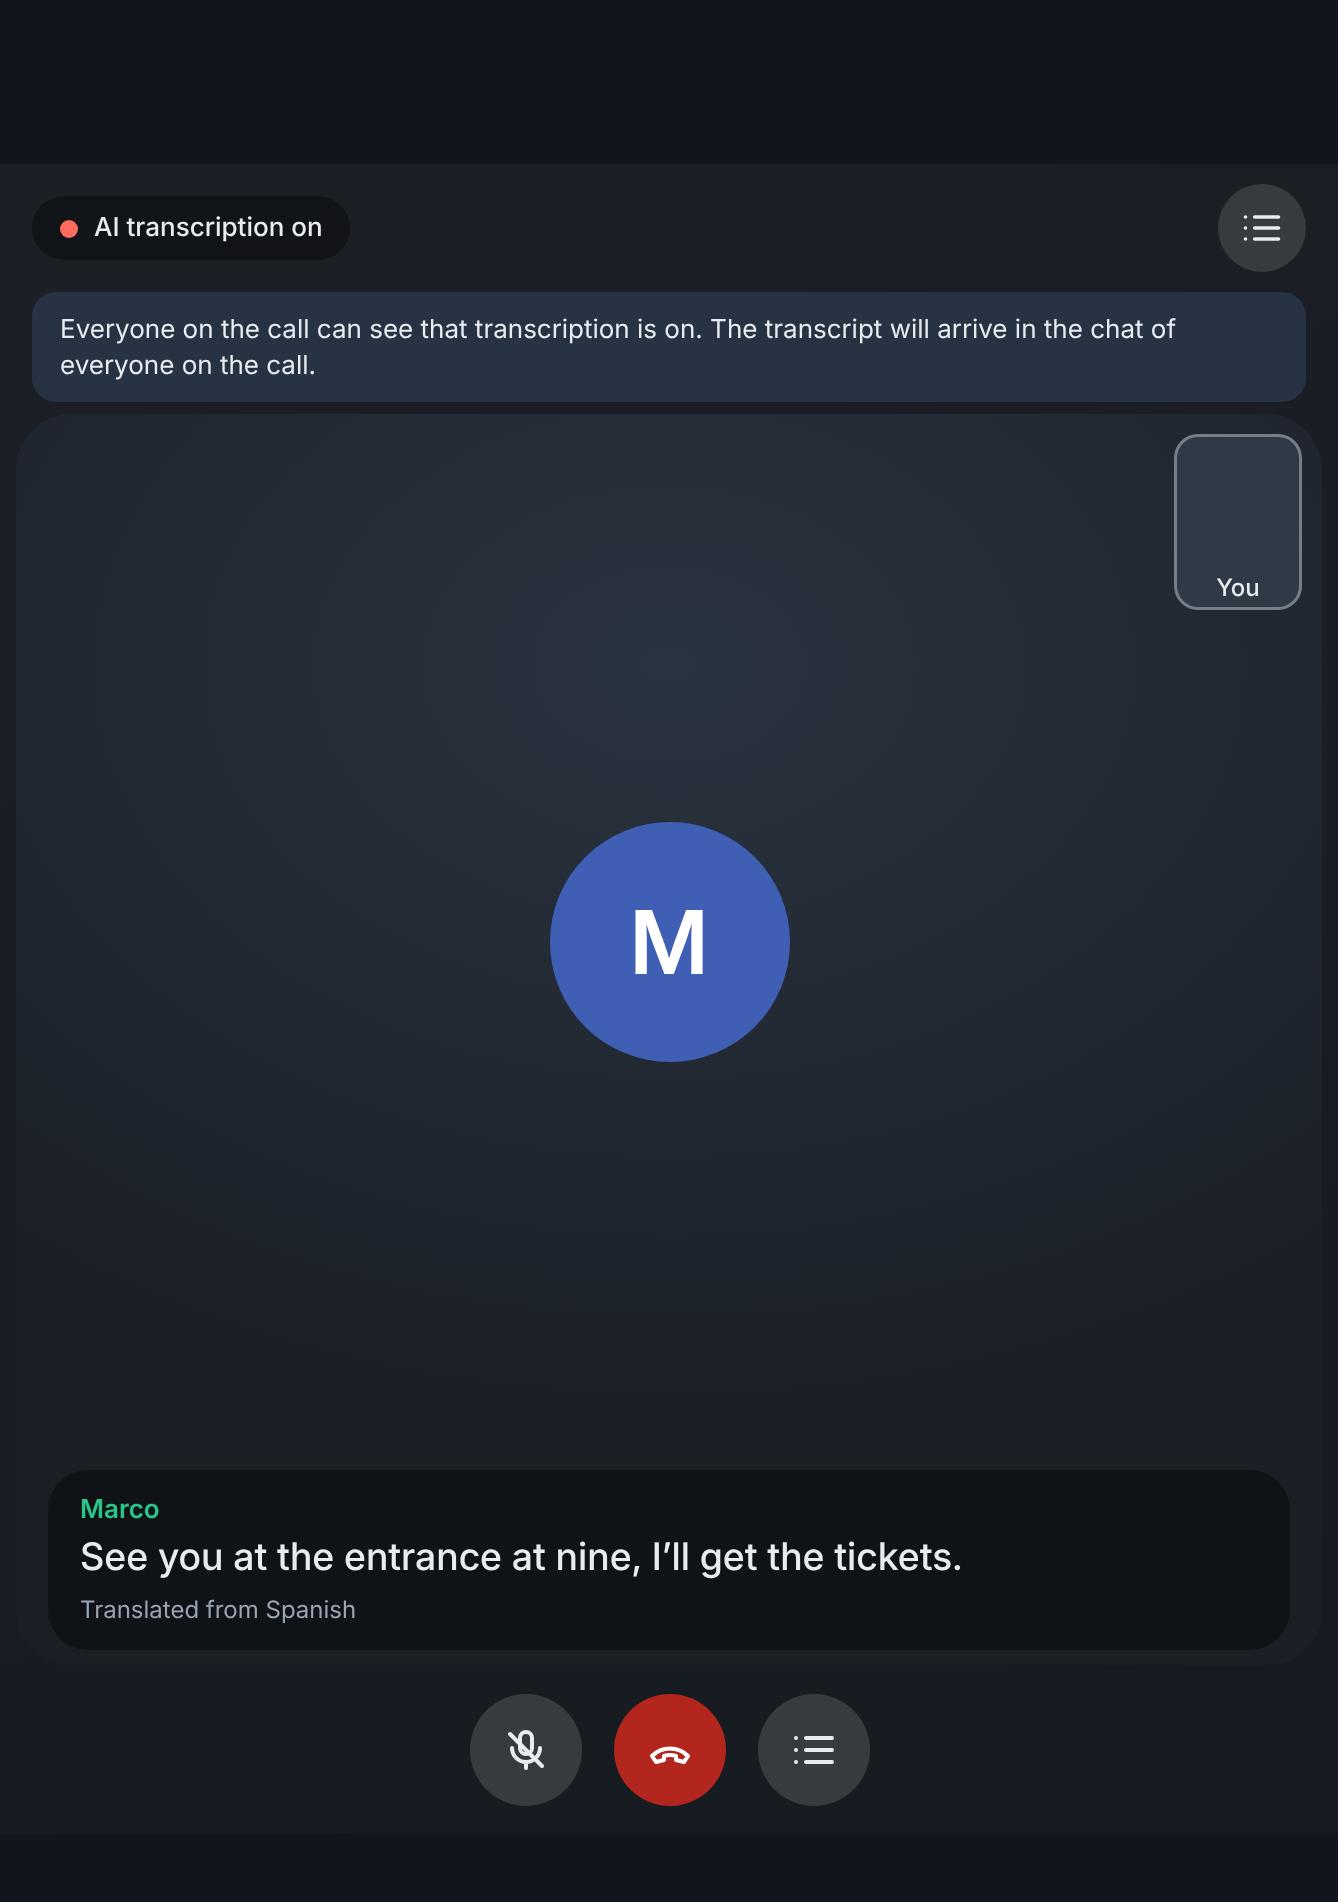 AI transcription on
Everyone on the call can see that transcription is on. The transcript will arrive in the chat of
everyone on the call.
You
M
Marco
See you at the entrance at nine, I’ll get the tickets.
Translated from Spanish